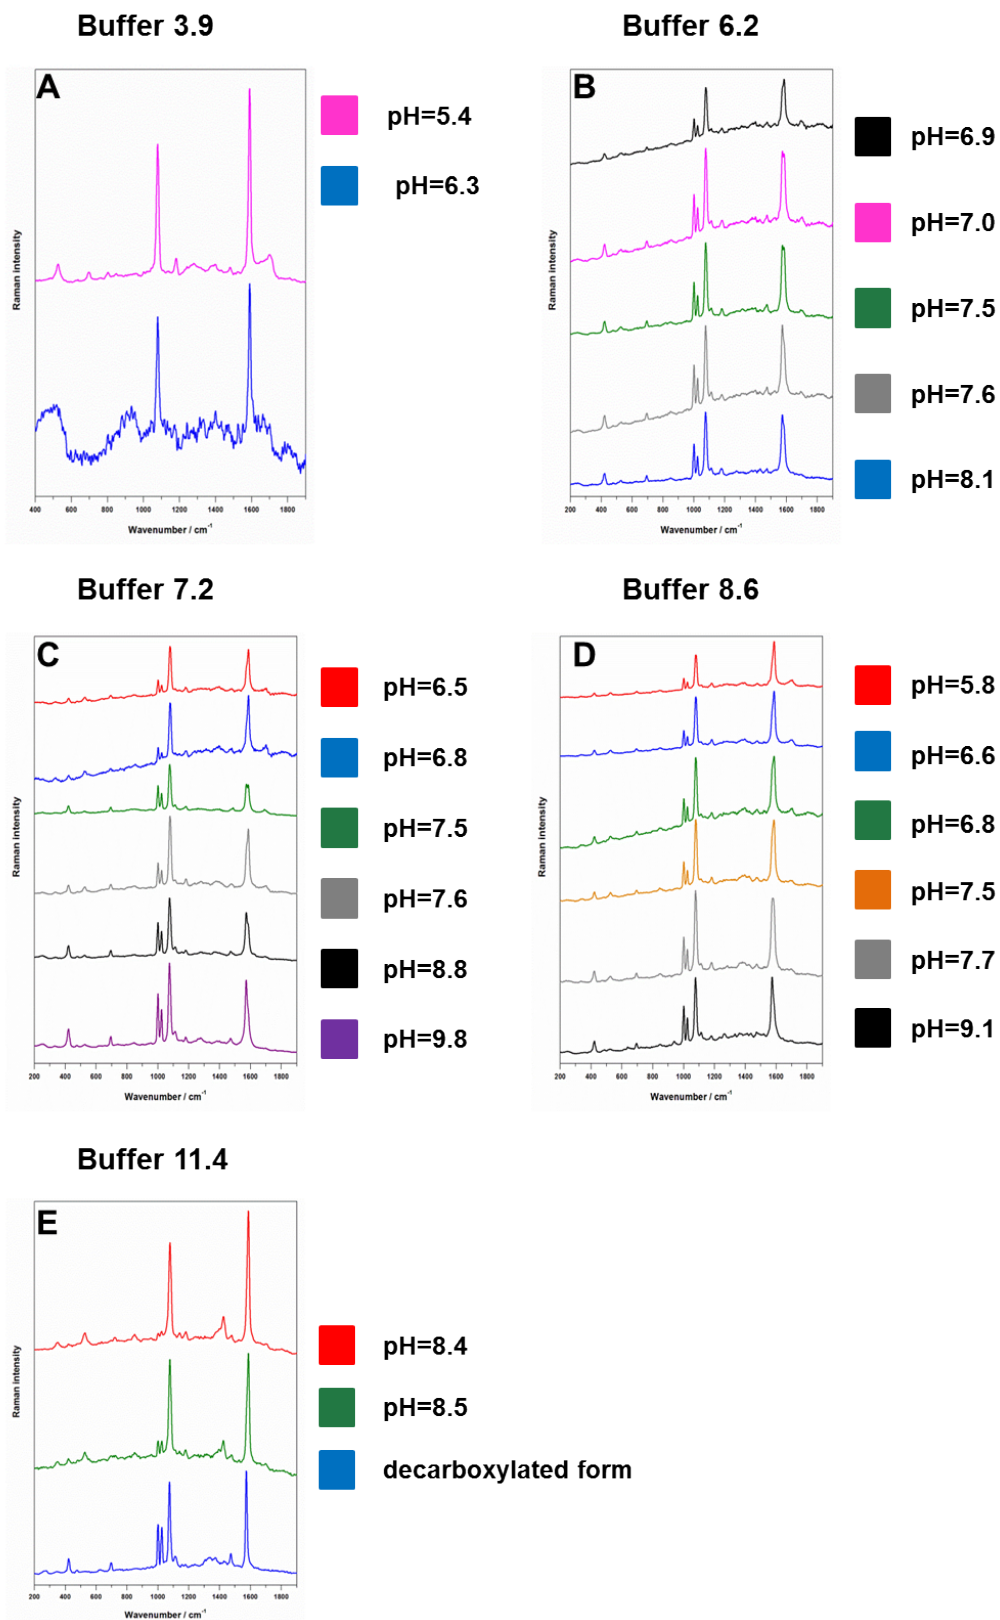 Buffer 3.9
A
pH=5.4
pH=6.3
Raman intensity
400 600 800 1000 1200 1400 1600 1800
Wavenumber / cm⁻¹
Buffer 6.2
B
pH=6.9
pH=7.0
pH=7.5
pH=7.6
pH=8.1
Raman intensity
200 400 600 800 1000 1200 1400 1600 1800
Wavenumber / cm⁻¹
Buffer 7.2
C
pH=6.5
pH=6.8
pH=7.5
pH=7.6
pH=8.8
pH=9.8
Raman intensity
200 400 600 800 1000 1200 1400 1600 1800
Wavenumber / cm⁻¹
Buffer 8.6
D
pH=5.8
pH=6.6
pH=6.8
pH=7.5
pH=7.7
pH=9.1
Raman intensity
200 400 600 800 1000 1200 1400 1600 1800
Wavenumber / cm⁻¹
Buffer 11.4
E
pH=8.4
pH=8.5
decarboxylated form
Raman intensity
200 400 600 800 1000 1200 1400 1600 1800
Wavenumber / cm⁻¹